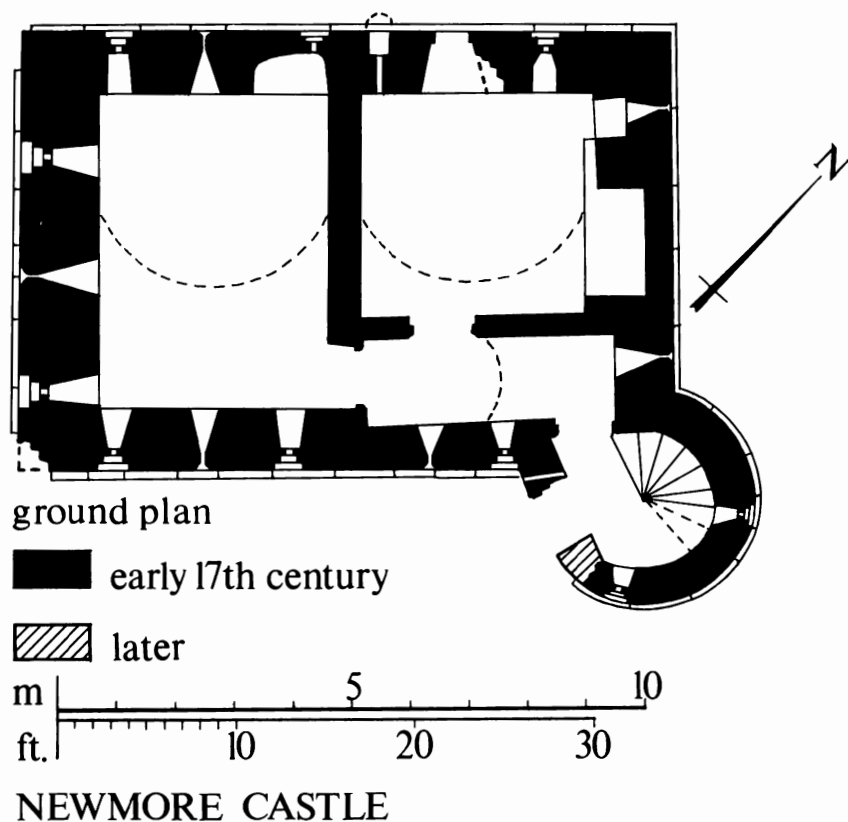 N
ground plan
early 17th century
later
m 5 10
ft. 10 20 30
NEWMORE CASTLE